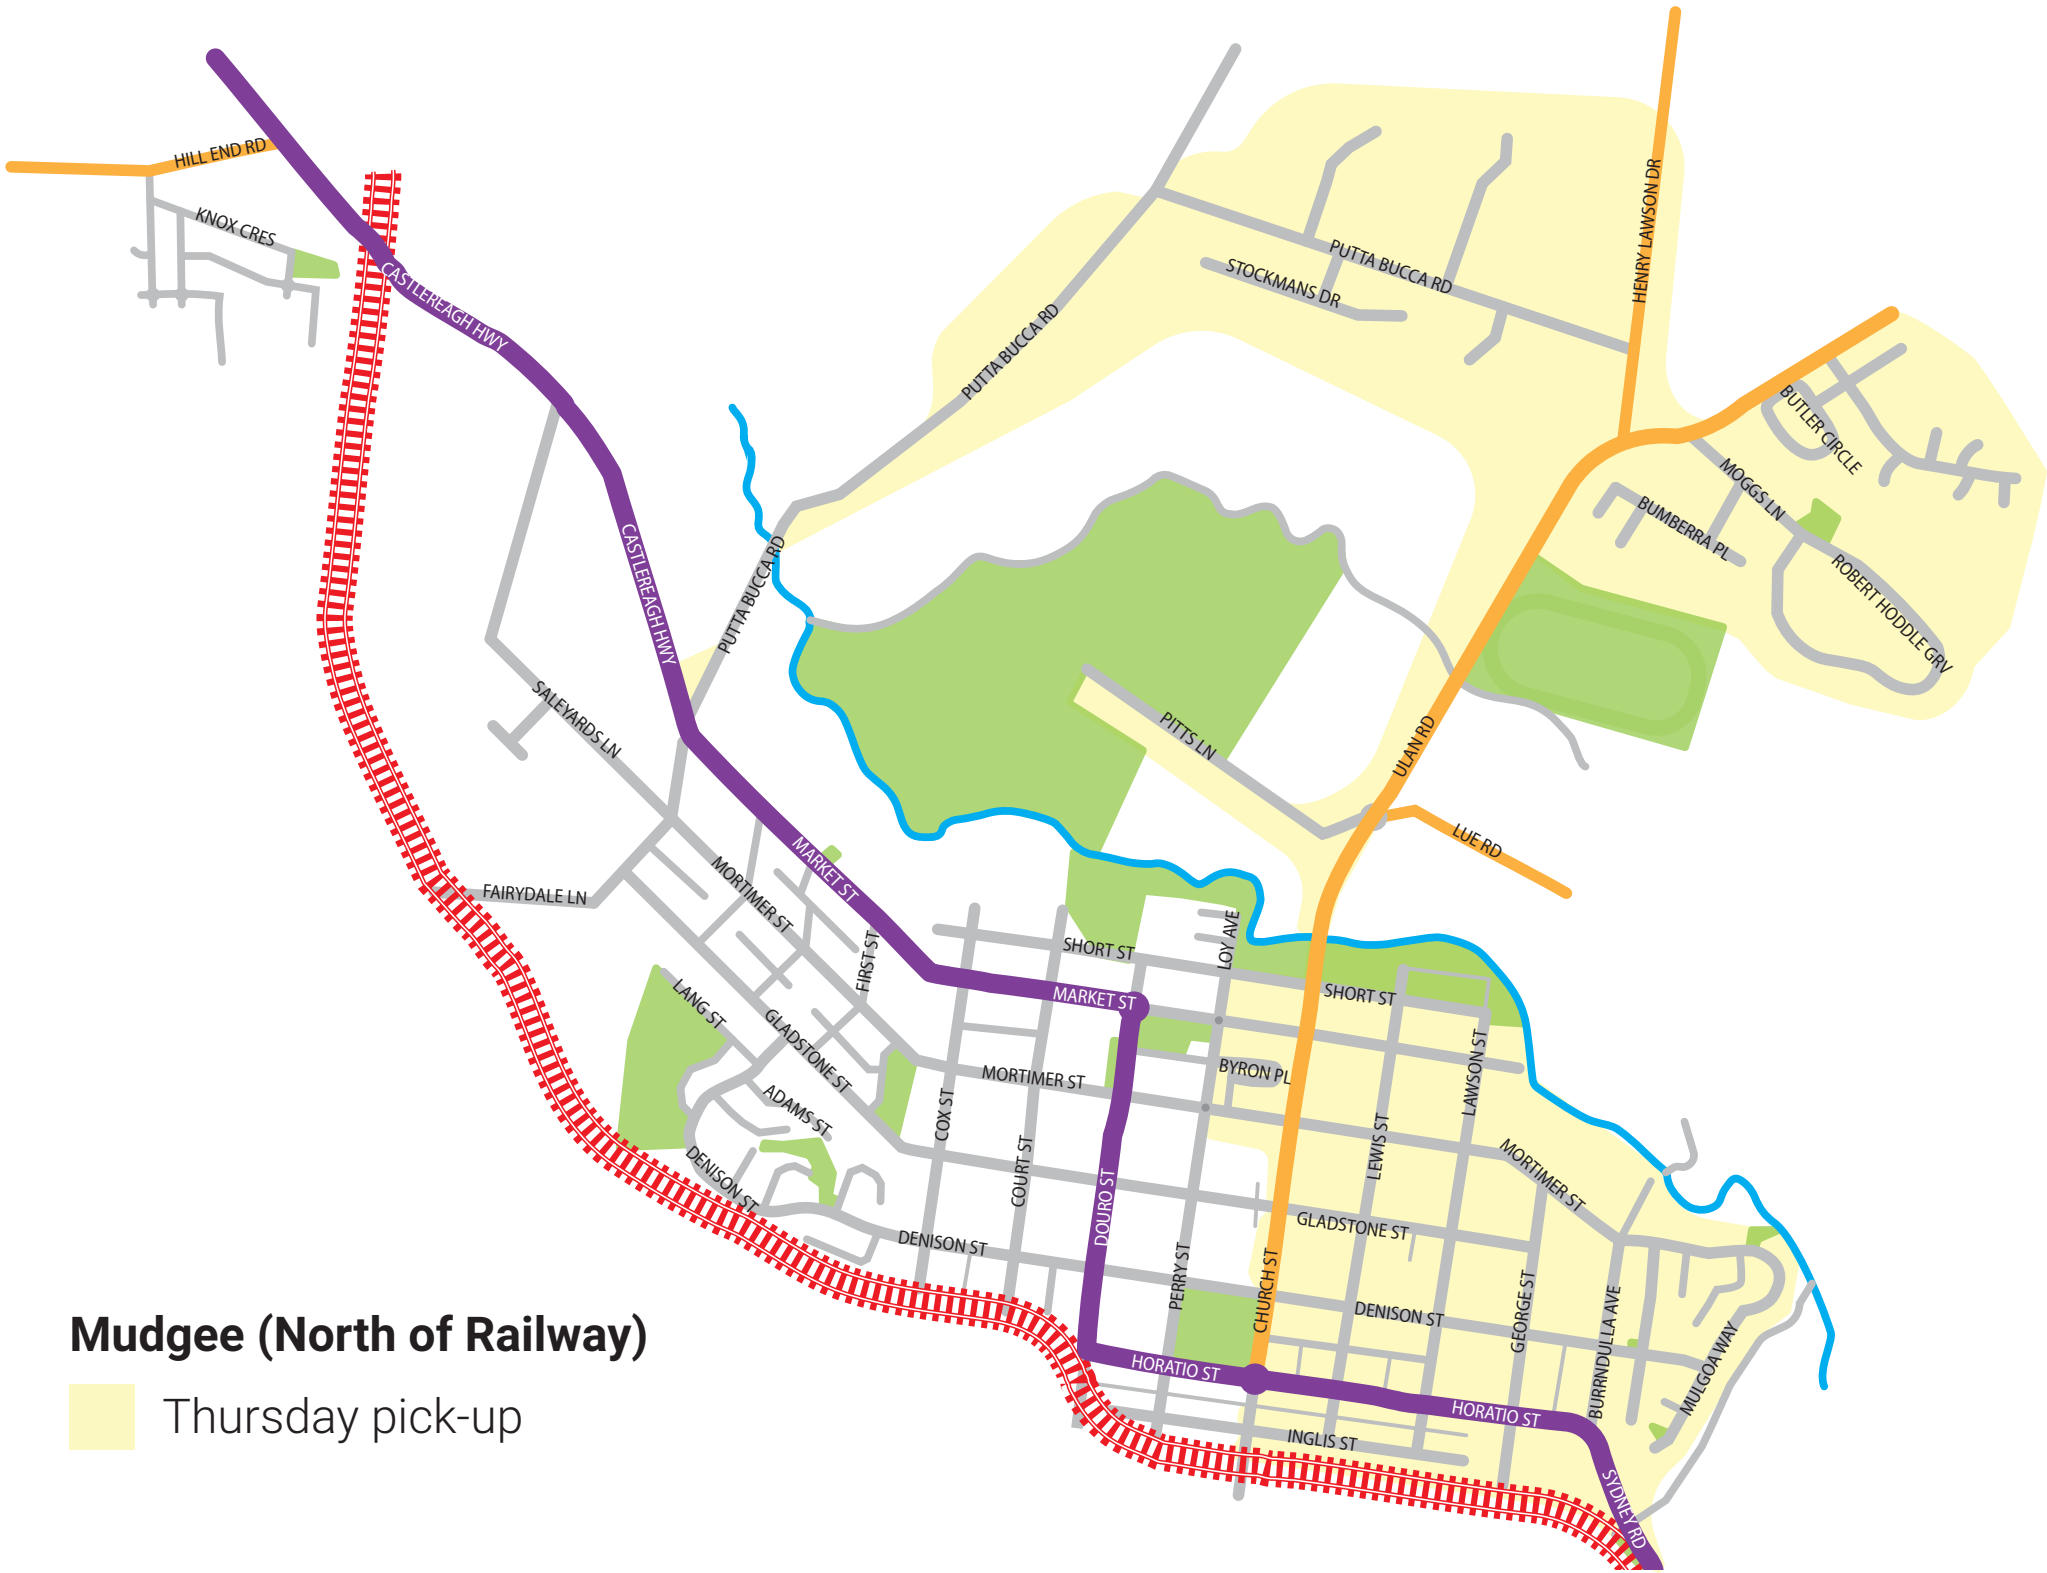 HILL END RD
KNOX CRES
CASTLEREAGH HWY
HENRY LAWSON DR
PUTTA BUCCA RD
STOCKMANS DR
PUTTA BUCCA RD
BUTLER CIRCLE
MOGGS LN
BUMBERRA PL
ROBERT HODDLE GRV
CASTLEREAGH HWY
PUTTA BUCCA RD
SALEYARDS LN
PITTS LN
ULAN RD
LUE RD
MARKET ST
MORTIMER ST
FAIRYDALE LN
FIRST ST
SHORT ST
LOY AVE
LANG ST
MARKET ST
SHORT ST
GLADSTONE ST
MORTIMER ST
BYRON PL
LAWSON ST
ADAMS ST
COX ST
LEWIS ST
MORTIMER ST
DENISON ST
COURT ST
DOURO ST
GLADSTONE ST
DENISON ST
PERRY ST
CHURCH ST
DENISON ST
GEORGE ST
BURRNDULLA AVE
MULGOA WAY
HORATIO ST
HORATIO ST
INGLIS ST
SYDNEY RD
Mudgee (North of Railway)
Thursday pick-up